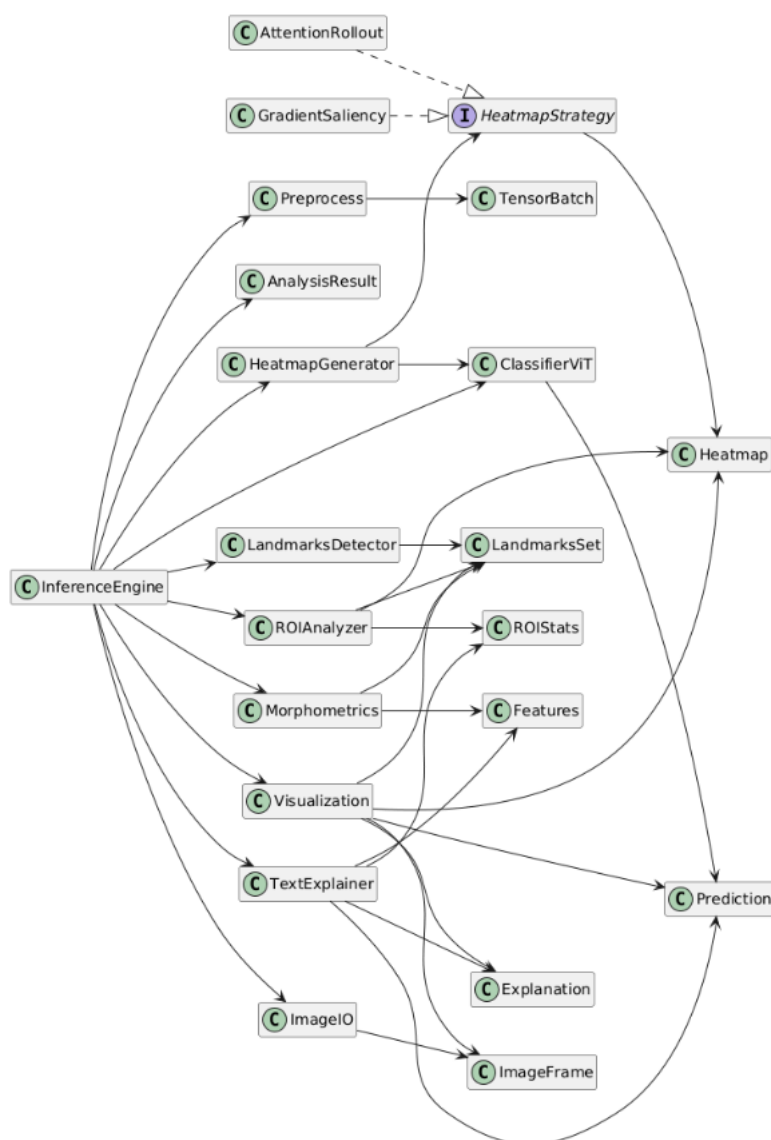 C AttentionRollout
C GradientSaliency
I HeatmapStrategy
C Preprocess
C TensorBatch
C AnalysisResult
C HeatmapGenerator
C ClassifierViT
C Heatmap
C LandmarksDetector
C LandmarksSet
C InferenceEngine
C ROIAnalyzer
C ROIStats
C Morphometrics
C Features
C Visualization
C TextExplainer
C Prediction
C Explanation
C ImageIO
C ImageFrame